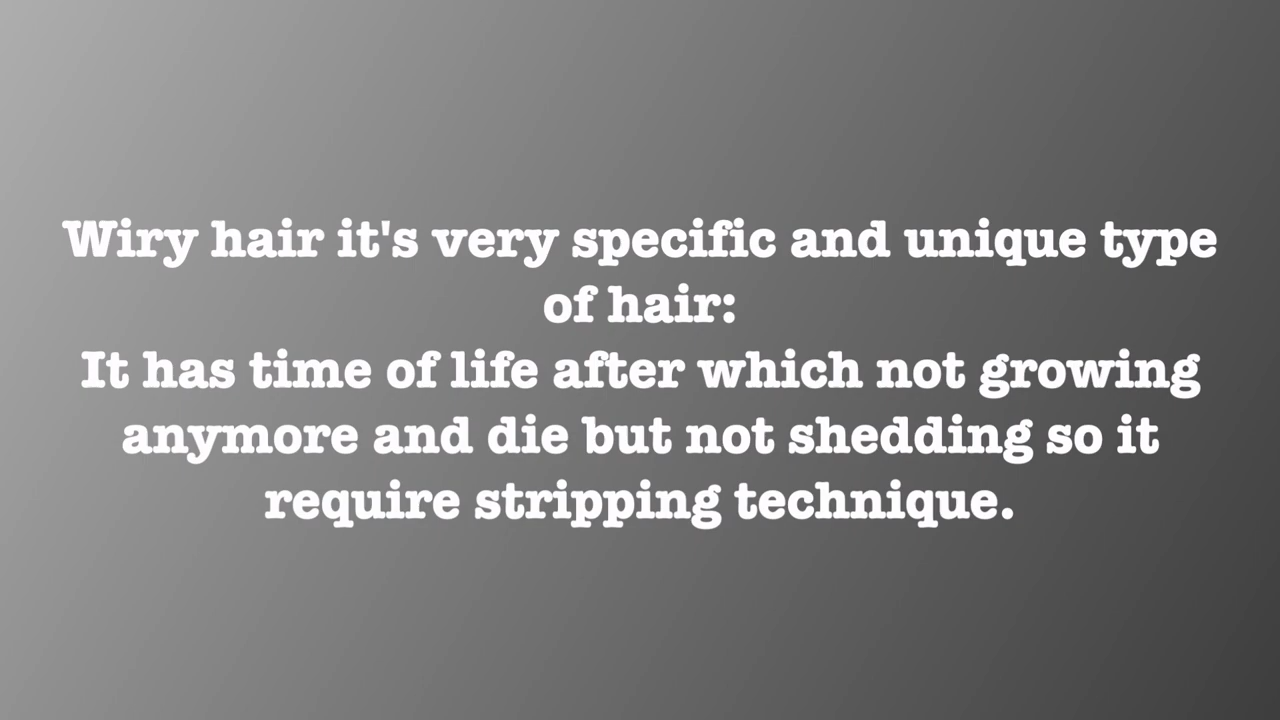 Wiry hair it's very specific and unique type
of hair:
It has time of life after which not growing
anymore and die but not shedding so it
require stripping technique.